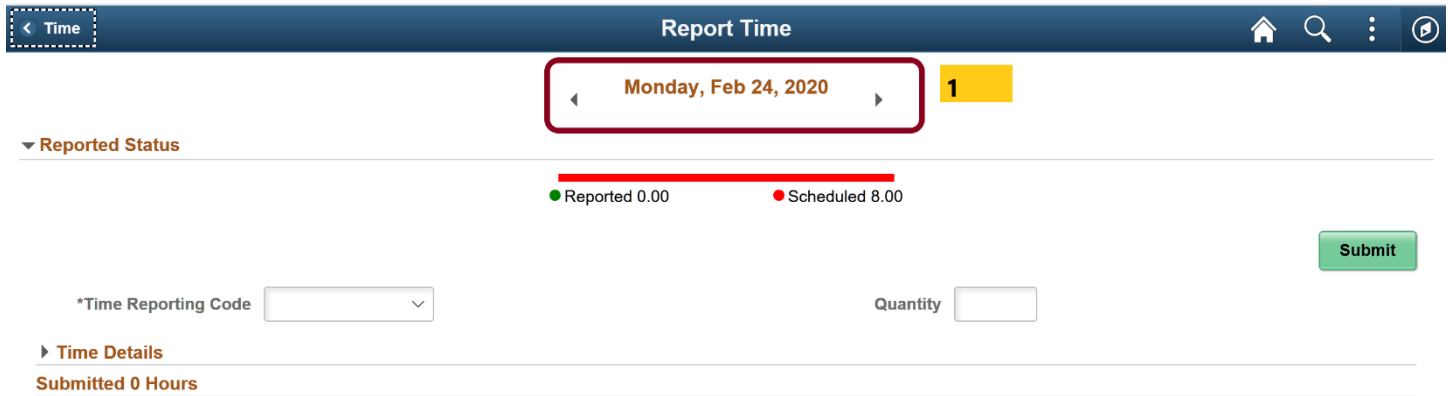 Time
Report Time
Monday, Feb 24, 2020
1
Reported Status
Reported 0.00
Scheduled 8.00
Submit
*Time Reporting Code
Quantity
Time Details
Submitted 0 Hours